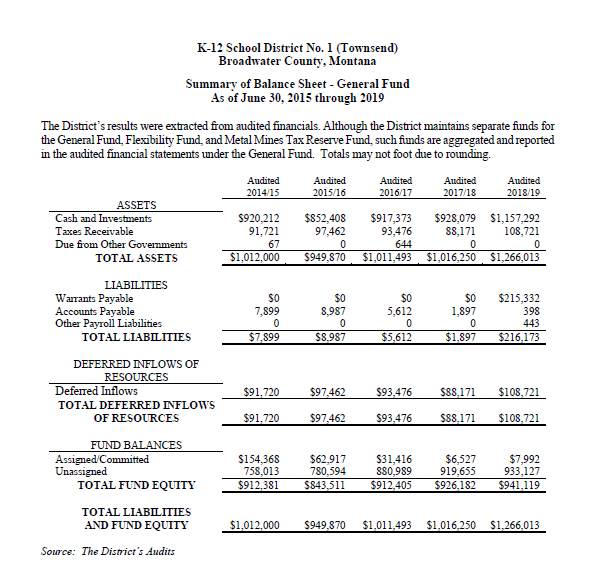 K-12 School District No. 1 (Townsend)
Broadwater County, Montana
Summary of Balance Sheet - General Fund
As of June 30, 2015 through 2019
The District's results were extracted from audited financials. Although the District maintains separate funds for
the General Fund, Flexibility Fund, and Metal Mines Tax Reserve Fund, such funds are aggregated and reported
in the audited financial statements under the General Fund. Totals may not foot due to rounding.
Audited Audited Audited Audited Audited
2014/15 2015/16 2016/17 2017/18 2018/19
ASSETS
Cash and Investments $920,212 $852,408 $917,373 $928,079 $1,157,292
Taxes Receivable 91,721 97,462 93,476 88,171 108,721
Due from Other Governments 67 0 644 0 0
TOTAL ASSETS $1,012,000 $949,870 $1,011,493 $1,016,250 $1,266,013
LIABILITIES
Warrants Payable $0 $0 $0 $0 $215,332
Accounts Payable 7,899 8,987 5,612 1,897 398
Other Payroll Liabilities 0 0 0 0 443
TOTAL LIABILITIES $7,899 $8,987 $5,612 $1,897 $216,173
DEFERRED INFLOWS OF
RESOURCES
Deferred Inflows $91,720 $97,462 $93,476 $88,171 $108,721
TOTAL DEFERRED INFLOWS
OF RESOURCES $91,720 $97,462 $93,476 $88,171 $108,721
FUND BALANCES
Assigned/Committed $154,368 $62,917 $31,416 $6,527 $7,992
Unassigned 758,013 780,594 880,989 919,655 933,127
TOTAL FUND EQUITY $912,381 $843,511 $912,405 $926,182 $941,119
TOTAL LIABILITIES
AND FUND EQUITY $1,012,000 $949,870 $1,011,493 $1,016,250 $1,266,013
Source: The District's Audits